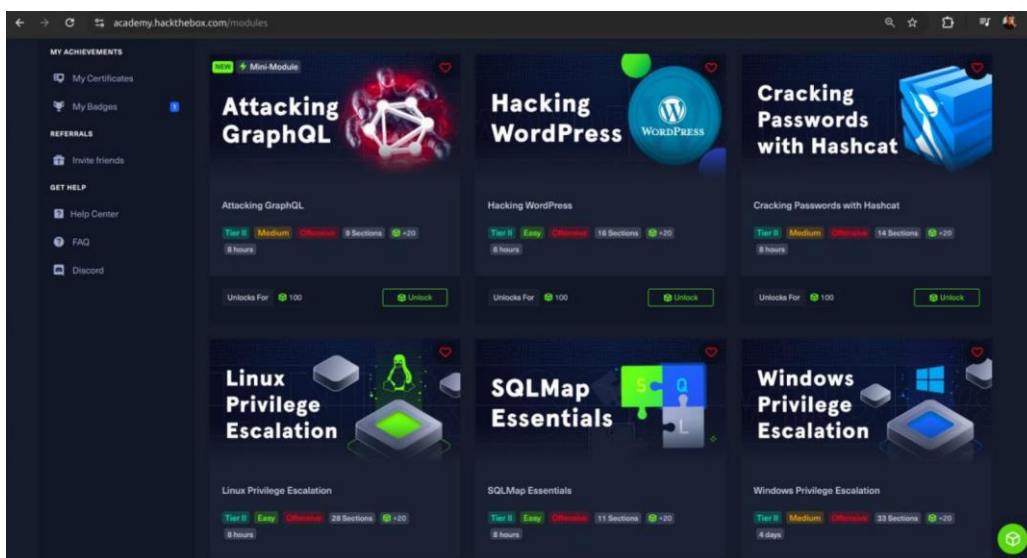 academy.hackthebox.com/modules
MY ACHIEVEMENTS
My Certificates
My Badges
1
REFERRALS
Invite friends
GET HELP
Help Center
FAQ
Discord
NEW Mini-Module
Attacking
GraphQL
Attacking GraphQL
Tier II Medium Offensive 9 Sections +20
8 hours
Unlocks For 100 Unlock
Hacking
WordPress
WORDPRESS
Hacking WordPress
Tier II Easy Offensive 16 Sections +20
8 hours
Unlocks For 100 Unlock
Cracking
Passwords
with Hashcat
Cracking Passwords with Hashcat
Tier II Medium Offensive 14 Sections +20
8 hours
Unlocks For 100 Unlock
Linux
Privilege
Escalation
Linux Privilege Escalation
Tier II Easy Offensive 28 Sections +20
8 hours
SQLMap
Essentials
S Q
L
SQLMap Essentials
Tier II Easy Offensive 11 Sections +20
8 hours
Windows
Privilege
Escalation
Windows Privilege Escalation
Tier II Medium Offensive 33 Sections +20
4 days